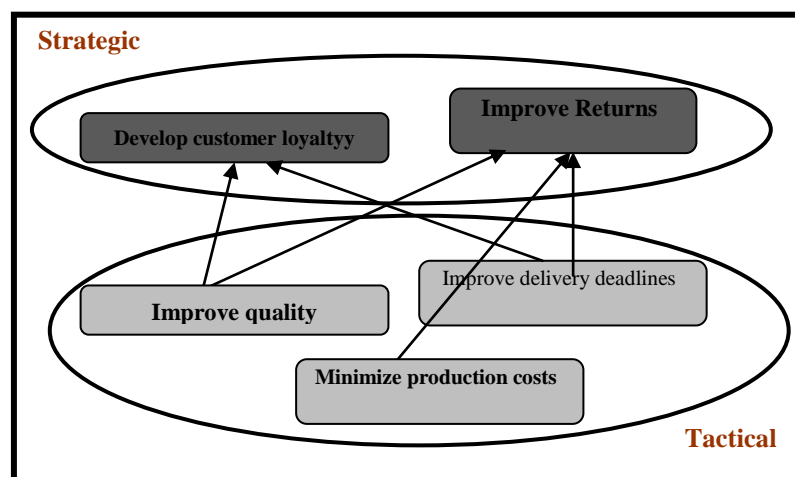 Strategic
Improve Returns
Develop customer loyaltyy
Improve delivery deadlines
Improve quality
Minimize production costs
Tactical